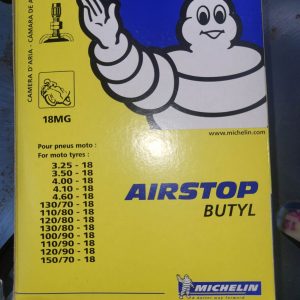 CAMERA D'ARIA - CÁMARA DE A
18MG
www.michelin.com
Pour pneus moto :
For moto tyres :
3.25 - 18
3.50 - 18
4.00 - 18
4.10 - 18
4.60 - 18
130/70 - 18
110/80 - 18
120/80 - 18
130/80 - 18
100/90 - 18
110/90 - 18
120/90 - 18
150/70 - 18
AIRSTOP
BUTYL
MICHELIN